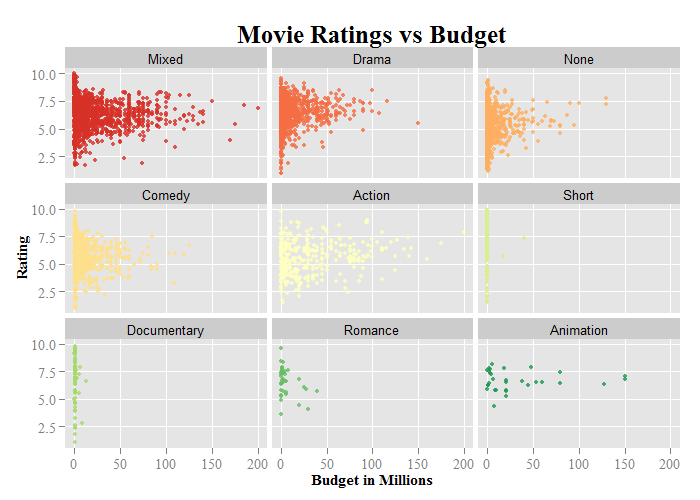 Movie Ratings vs Budget
Mixed Drama None
10.0
7.5
5.0
2.5
Comedy Action Short
10.0
7.5
5.0
2.5
Rating
Documentary Romance Animation
10.0
7.5
5.0
2.5
0 50 100 150 200 0 50 100 150 200 0 50 100 150 200
Budget in Millions